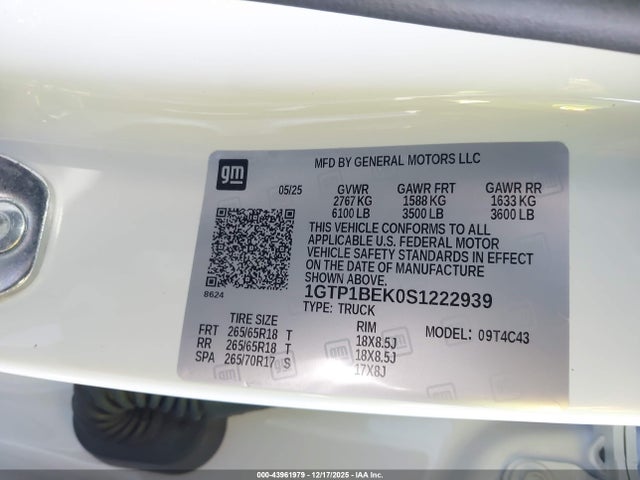 gm
MFD BY GENERAL MOTORS LLC
05/25 GVWR GAWR FRT GAWR RR
2767 KG 1588 KG 1633 KG
6100 LB 3500 LB 3600 LB
THIS VEHICLE CONFORMS TO ALL
APPLICABLE U.S. FEDERAL MOTOR
VEHICLE SAFETY STANDARDS IN EFFECT
ON THE DATE OF MANUFACTURE
SHOWN ABOVE.
8624
1GTP1BEK0S1222939
TYPE: TRUCK
TIRE SIZE RIM MODEL: 09T4C43
FRT 265/65R18 T 18X8.5J
RR 265/65R18 T 18X8.5J
SPA 265/70R17 S 17X8J
000-43961979 | 12/17/2025 - IAA Inc.